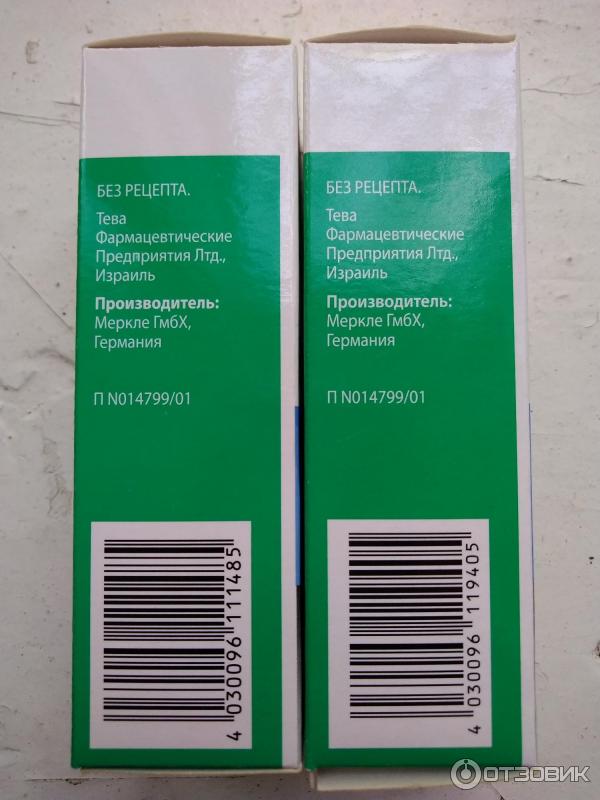 БЕЗ РЕЦЕПТА.
Тева
Фармацевтические
Предприятия Лтд.,
Израиль
Производитель:
Меркле ГмбХ,
Германия
П N014799/01
4 030096 111485
БЕЗ РЕЦЕПТА.
Тева
Фармацевтические
Предприятия Лтд.,
Израиль
Производитель:
Меркле ГмбХ,
Германия
П N014799/01
4 030096 119405
ОТЗОВИК